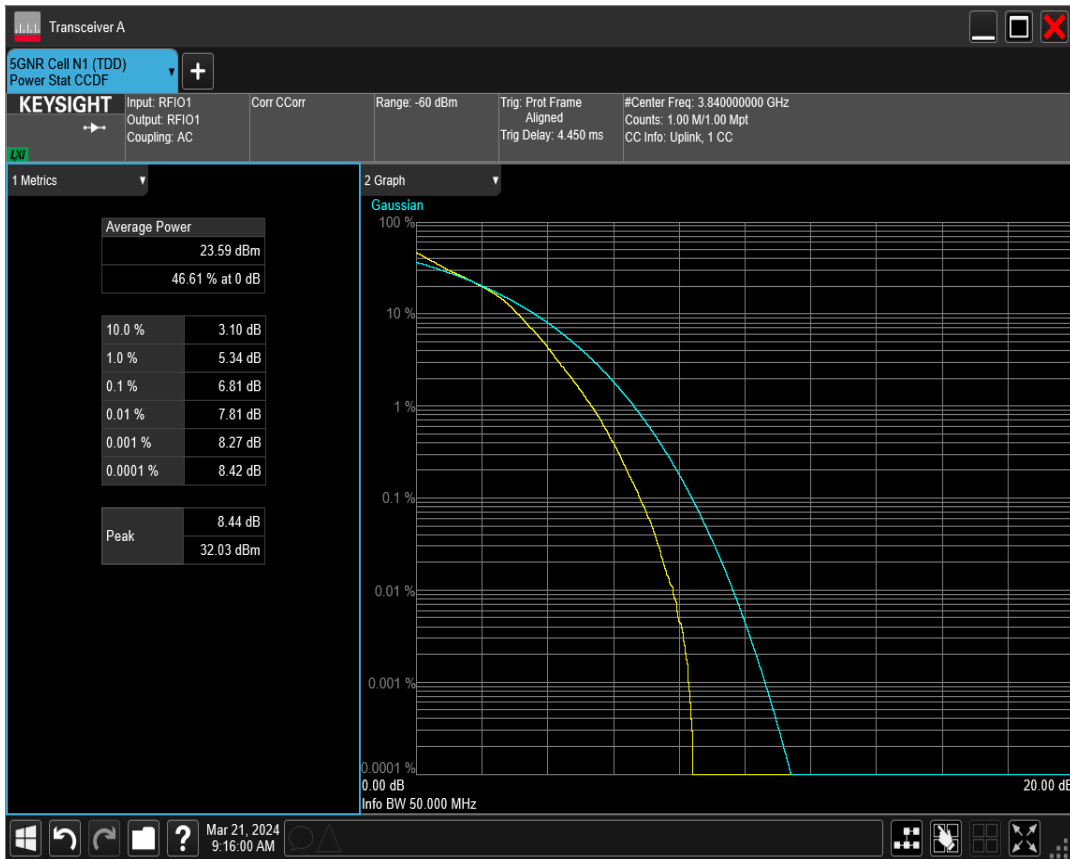 Transceiver A
5GNR Cell N1 (TDD)
Power Stat CCDF
+
KEYSIGHT
LXI
Input: RFIO1
Output: RFIO1
Coupling: AC
Corr CCorr
Range: -60 dBm
Trig: Prot Frame
Aligned
Trig Delay: 4.450 ms
#Center Freq: 3.840000000 GHz
Counts: 1.00 M/1.00 Mpt
CC Info: Uplink, 1 CC
1 Metrics
Average Power
23.59 dBm
46.61 % at 0 dB
10.0 % 3.10 dB
1.0 % 5.34 dB
0.1 % 6.81 dB
0.01 % 7.81 dB
0.001 % 8.27 dB
0.0001 % 8.42 dB
Peak
8.44 dB
32.03 dBm
2 Graph
Gaussian
100 %
10 %
1 %
0.1 %
0.01 %
0.001 %
0.0001 %
0.00 dB 20.00 dB
Info BW 50.000 MHz
?
Mar 21, 2024
9:16:00 AM